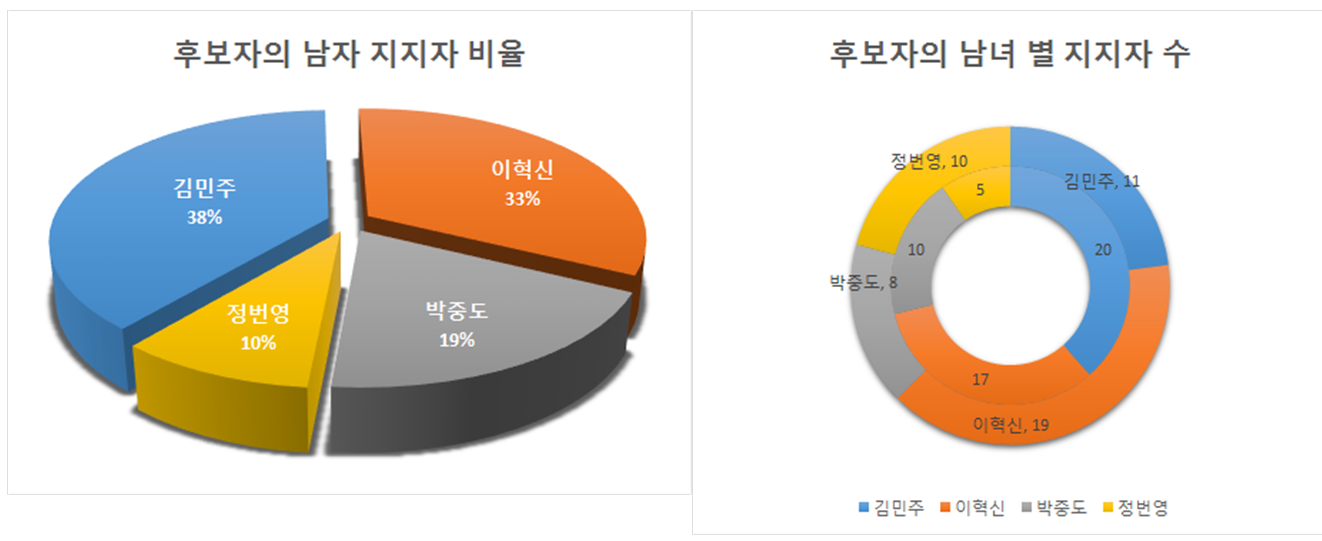 후보자의 남자 지지자 비율
김민주
38%
이혁신
33%
정번영
10%
박중도
19%
후보자의 남녀 별 지지자 수
정번영, 10
5
김민주, 11
20
10
박중도, 8
17
이혁신, 19
김민주 이혁신 박중도 정번영